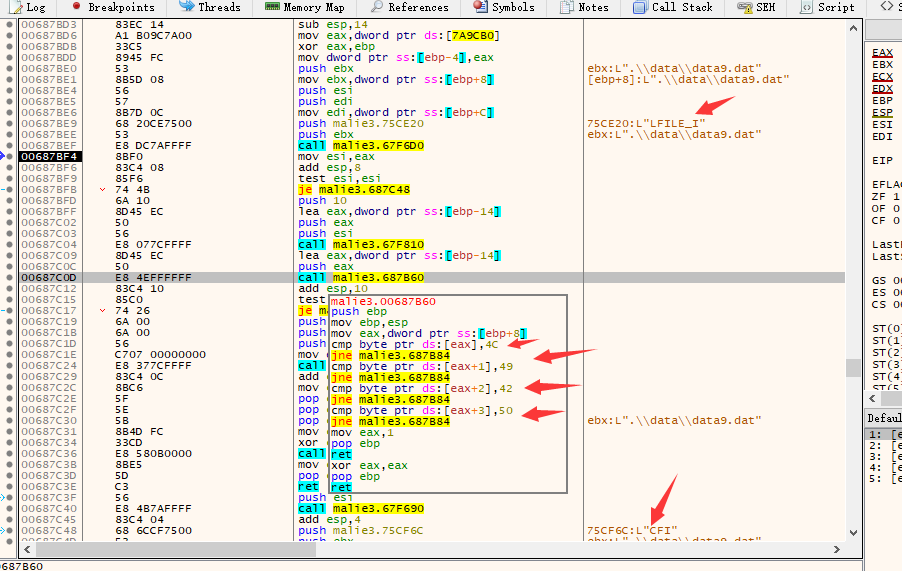 Log Breakpoints Threads Memory Map References Symbols Notes Call Stack SEH Script
00687BD3 83EC 14 sub esp,14
00687BD6 A1 B09C7A00 mov eax,dword ptr ds:[7A9CB0]
00687BDB 33C5 xor eax,ebp
00687BDD 8945 FC mov dword ptr ss:[ebp-4],eax
00687BE0 53 push ebx ebx:L".\\data\\data9.dat"
00687BE1 8B5D 08 mov ebx,dword ptr ss:[ebp+8] [ebp+8]:L".\\data\\data9.dat"
00687BE4 56 push esi
00687BE5 57 push edi
00687BE6 8B7D 0C mov edi,dword ptr ss:[ebp+C]
00687BE9 68 20CE7500 push malie3.75CE20 75CE20:L"LFILE_I"
00687BEE 53 push ebx ebx:L".\\data\\data9.dat"
00687BEF E8 DC7AFFFF call malie3.67F6D0
00687BF4 8BF0 mov esi,eax
00687BF6 83C4 08 add esp,8
00687BF9 85F6 test esi,esi
00687BFB 74 4B je malie3.687C48
00687BFD 6A 10 push 10
00687BFF 8D45 EC lea eax,dword ptr ss:[ebp-14]
00687C02 50 push eax
00687C03 56 push esi
00687C04 E8 077CFFFF call malie3.67F810
00687C09 8D45 EC lea eax,dword ptr ss:[ebp-14]
00687C0C 50 push eax
00687C0D E8 4EFFFFFF call malie3.687B60
00687C12 83C4 10 add esp,10
00687C15 85C0 test
00687C17 74 26 je
00687C19 6A 00 push
00687C1B 6A 00 push
00687C1D 56 push
00687C1E C707 00000000 mov
00687C24 E8 377CFFFF call
00687C29 83C4 0C add
00687C2C 8BC6 mov
00687C2E 5F pop
00687C2F 5E pop
00687C30 5B pop ebx:L".\\data\\data9.dat"
00687C31 8B4D FC mov
00687C34 33CD xor
00687C36 E8 580B0000 call
00687C3B 8BE5 mov
00687C3D 5D pop
00687C3E C3 ret
00687C3F 56 push esi
00687C40 E8 4B7AFFFF call malie3.67F690
00687C45 83C4 04 add esp,4
00687C48 68 6CCF7500 push malie3.75CF6C 75CF6C:L"CFI"
malie3.00687B60
push ebp
mov ebp,esp
mov eax,dword ptr ss:[ebp+8]
cmp byte ptr ds:[eax],4C
jne malie3.687B84
cmp byte ptr ds:[eax+1],49
jne malie3.687B84
cmp byte ptr ds:[eax+2],42
jne malie3.687B84
cmp byte ptr ds:[eax+3],50
jne malie3.687B84
mov eax,1
pop ebp
ret
xor eax,eax
pop ebp
ret
EAX
EBX
ECX
EDX
EBP
ESP
ESI
EDI
EIP
EFLA
ZF 1
OF 0
CF 0
Last
Last
GS 00
ES 00
CS 00
ST(0)
ST(1)
ST(2)
ST(3)
ST(4)
Defau
1: [e
2: [e
3: [e
4: [e
5: [e
687B60